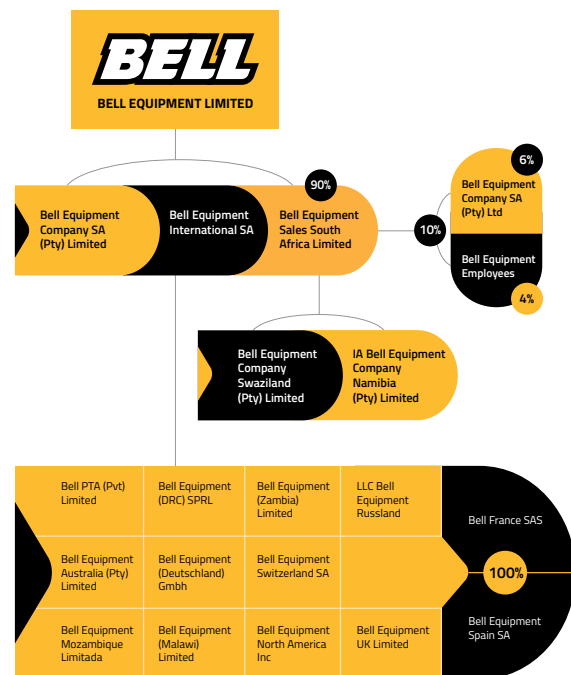 BELL
BELL EQUIPMENT LIMITED
90%
Bell Equipment
Company SA
(Pty) Limited
Bell Equipment
International SA
Bell Equipment
Sales South
Africa Limited
10%
6%
Bell Equipment
Company SA
(Pty) Ltd
Bell Equipment
Employees
4%
Bell Equipment
Company
Swaziland
(Pty) Limited
IA Bell Equipment
Company
Namibia
(Pty) Limited
Bell PTA (Pvt)
Limited
Bell Equipment
(DRC) SPRL
Bell Equipment
(Zambia)
Limited
LLC Bell
Equipment
Russland
Bell France SAS
Bell Equipment
Australia (Pty)
Limited
Bell Equipment
(Deutschland)
Gmbh
Bell Equipment
Switzerland SA
100%
Bell Equipment
Mozambique
Limitada
Bell Equipment
(Malawi)
Limited
Bell Equipment
North America
Inc
Bell Equipment
UK Limited
Bell Equipment
Spain SA